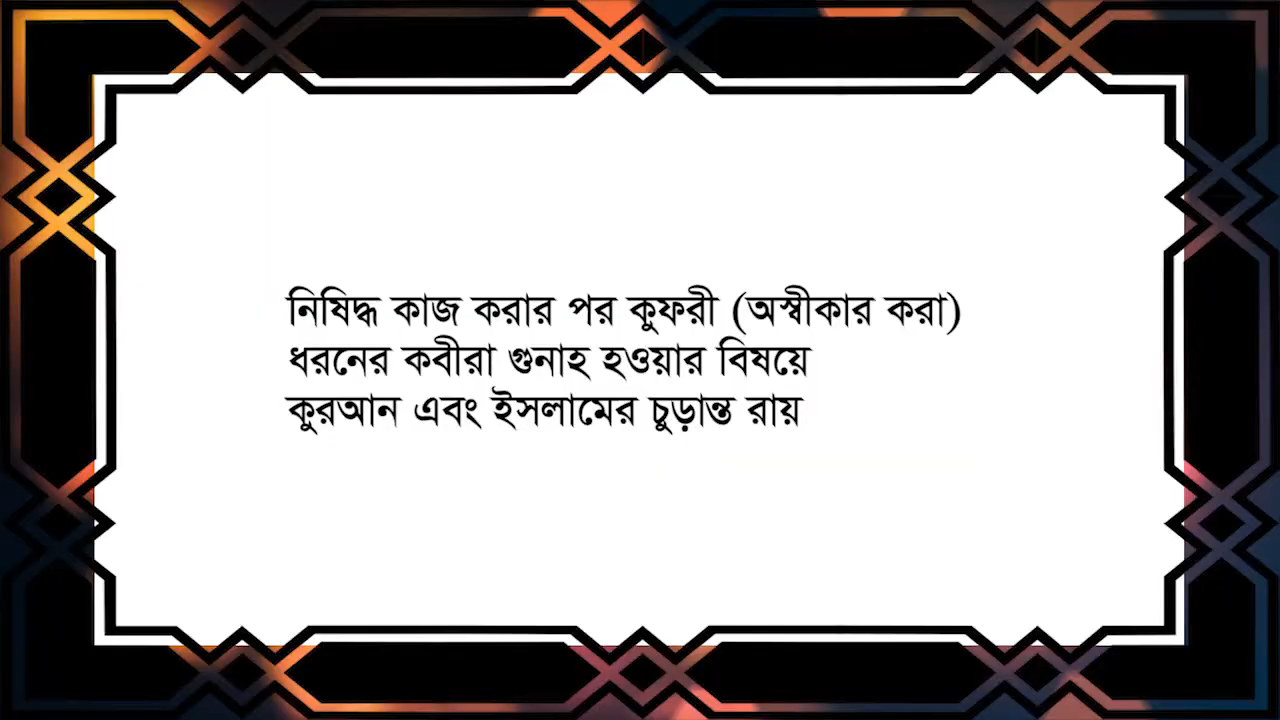 নিষিদ্ধ কাজ করার পর কুফরী (অস্বীকার করা)
ধরনের কবীরা গুনাহ হওয়ার বিষয়ে
কুরআন এবং ইসলামের চুড়ান্ত রায়